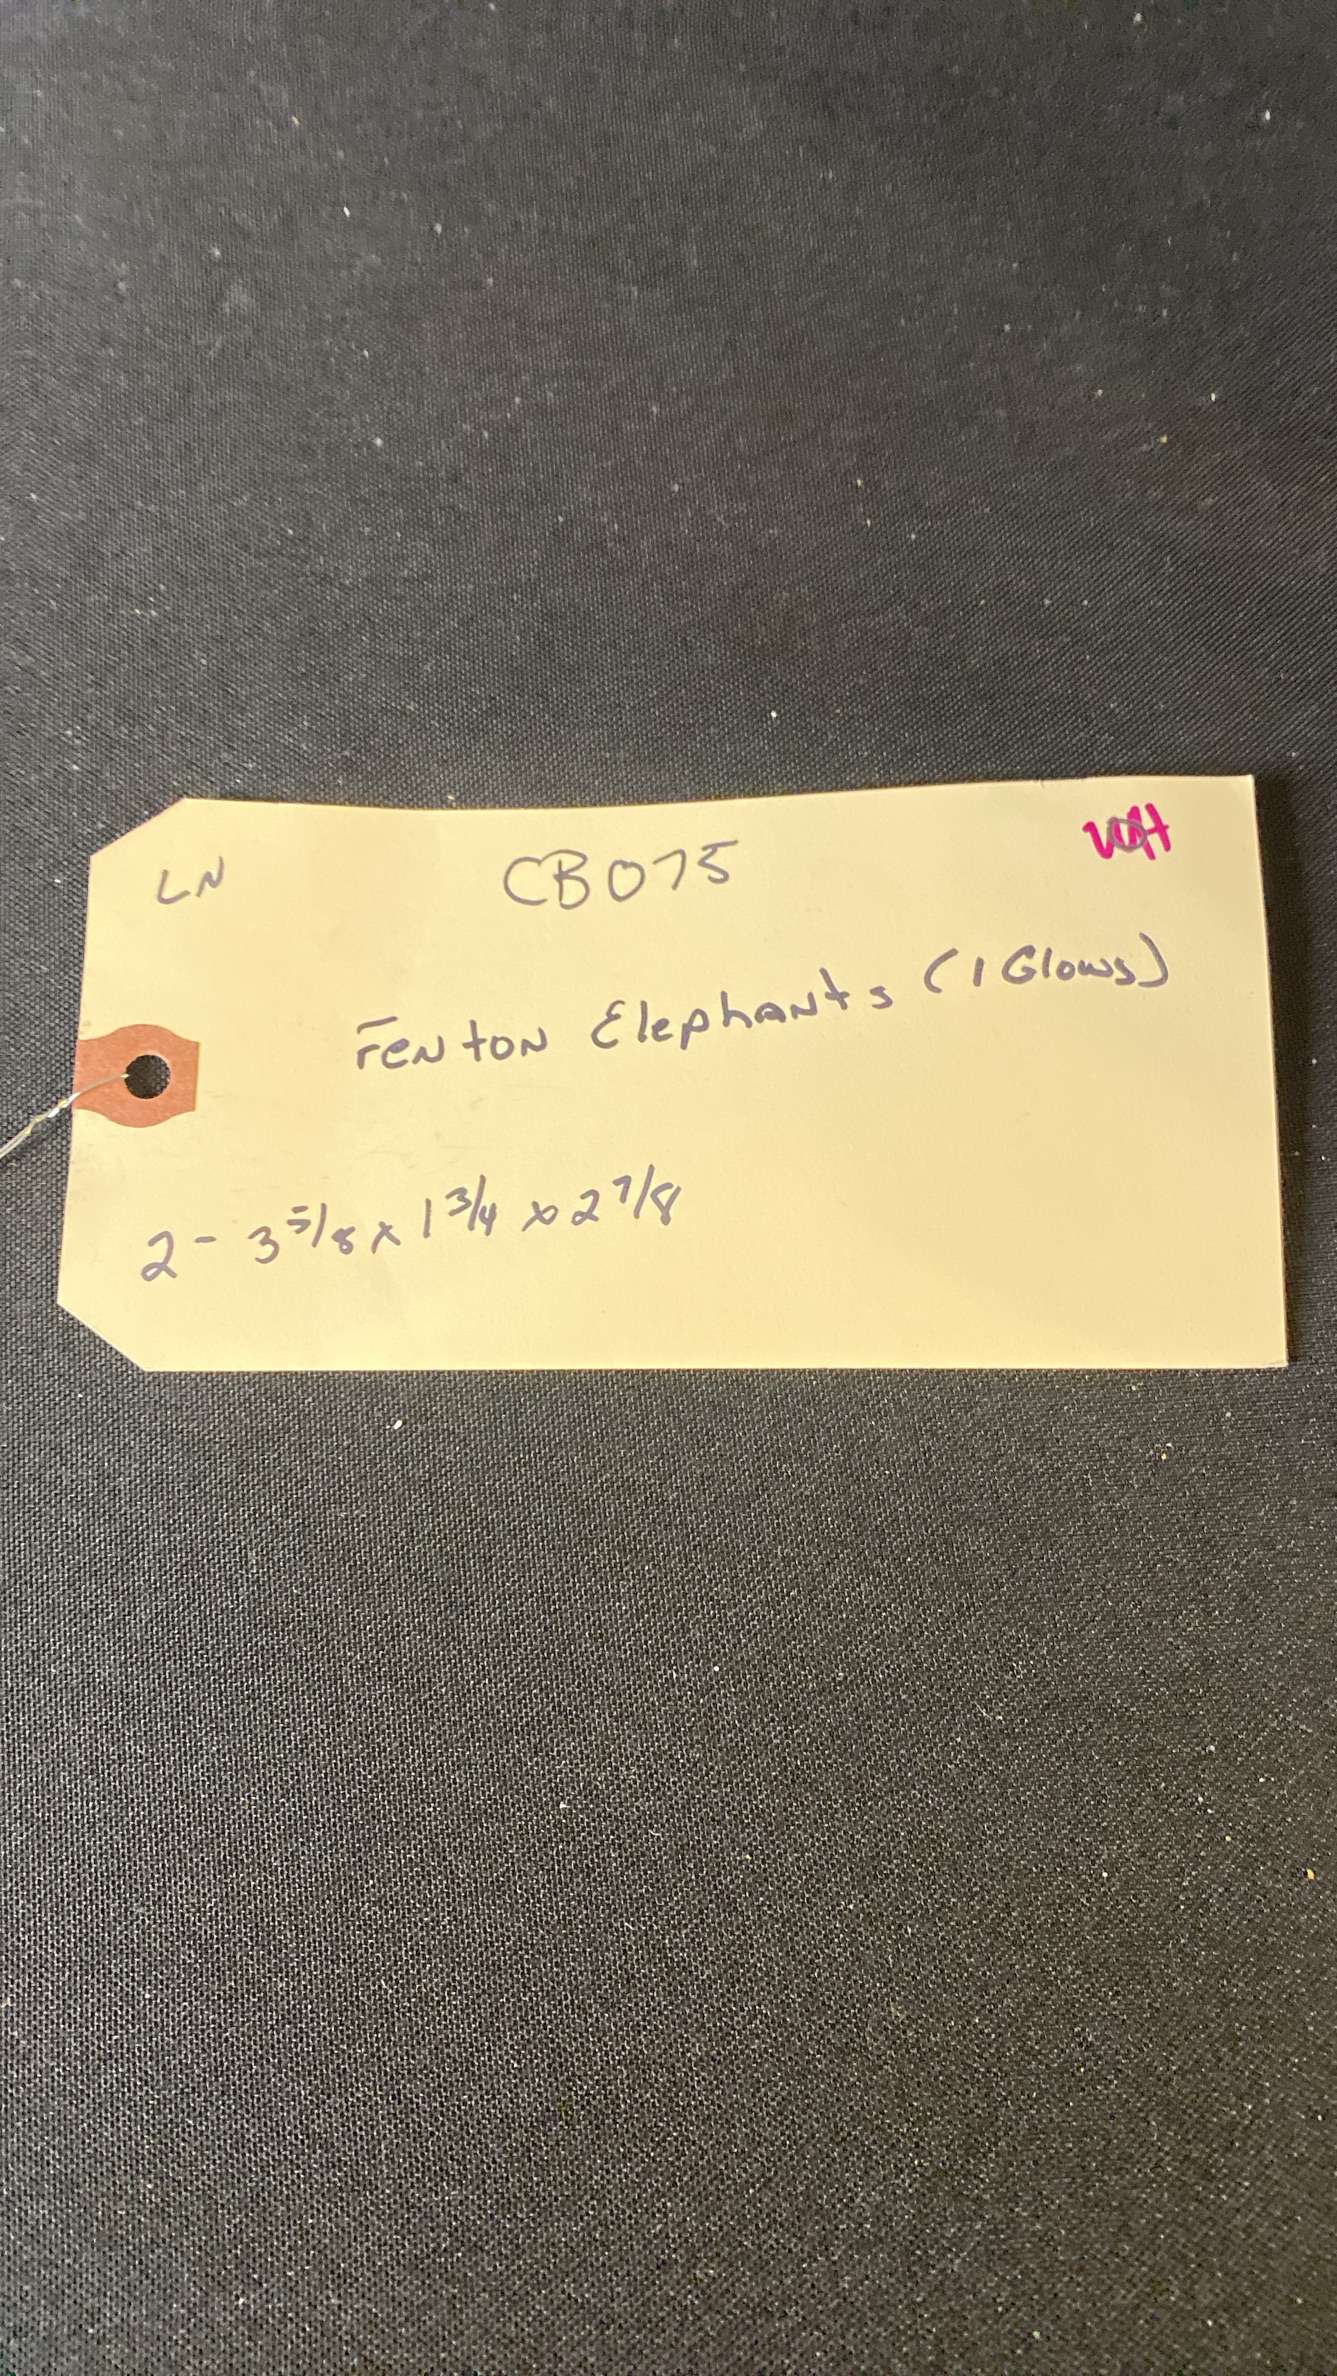 LN CB075
Fenton Elephants (1 Glows)
2 - 3 5/8 x 1 3/4 x 2 7/8